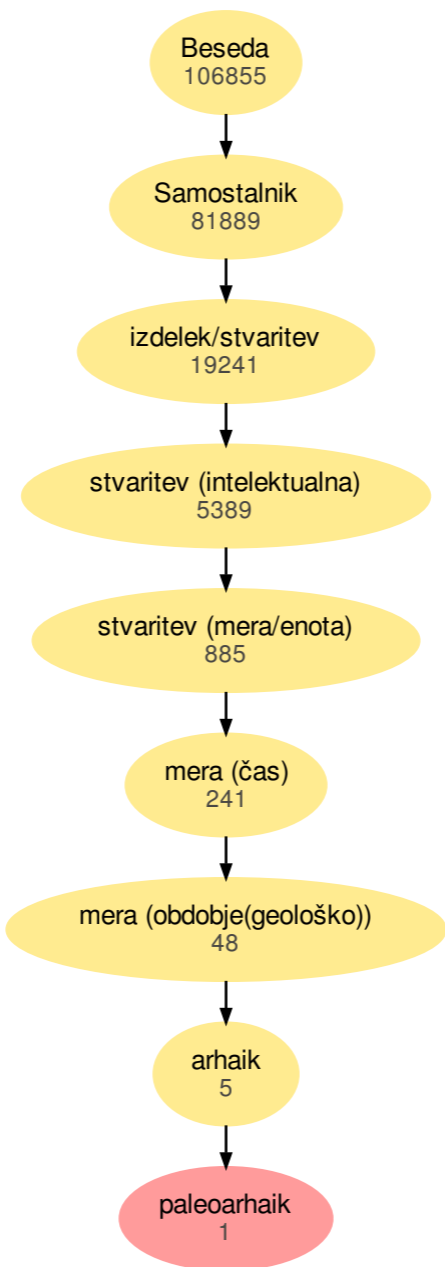 Beseda
106855
Samostalnik
81889
izdelek/stvaritev
19241
stvaritev (intelektualna)
5389
stvaritev (mera/enota)
885
mera (čas)
241
mera (obdobje(geološko))
48
arhaik
5
paleoarhaik
1